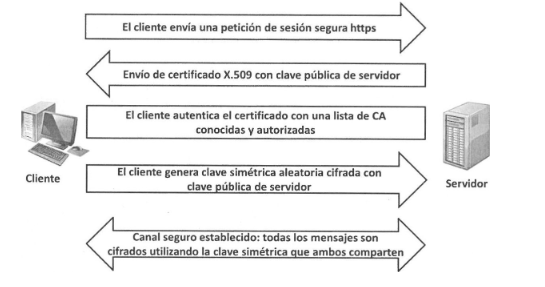 El cliente envía una petición de sesión segura https
Envío de certificado X.509 con clave pública de servidor
El cliente autentica el certificado con una lista de CA
conocidas y autorizadas
El cliente genera clave simétrica aleatoria cifrada con
clave pública de servidor
Cliente
Servidor
Canal seguro establecido: todas los mensajes son
cifrados utilizando la clave simétrica que ambos comparten